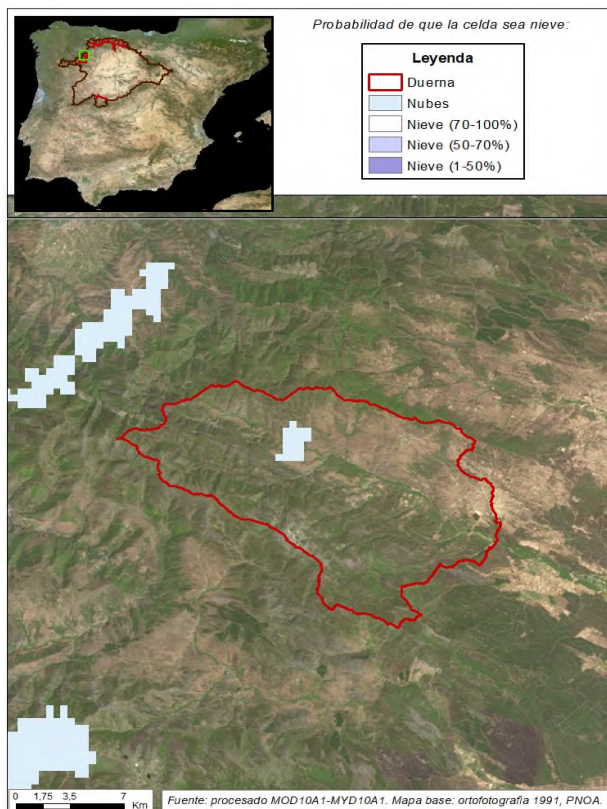 Probabilidad de que la celda sea nieve:
Leyenda
Duerna
Nubes
Nieve (70-100%)
Nieve (50-70%)
Nieve (1-50%)
0 1,75 3,5 7
Km
Fuente: procesado MOD10A1-MYD10A1. Mapa base: ortofotografia 1991, PNOA